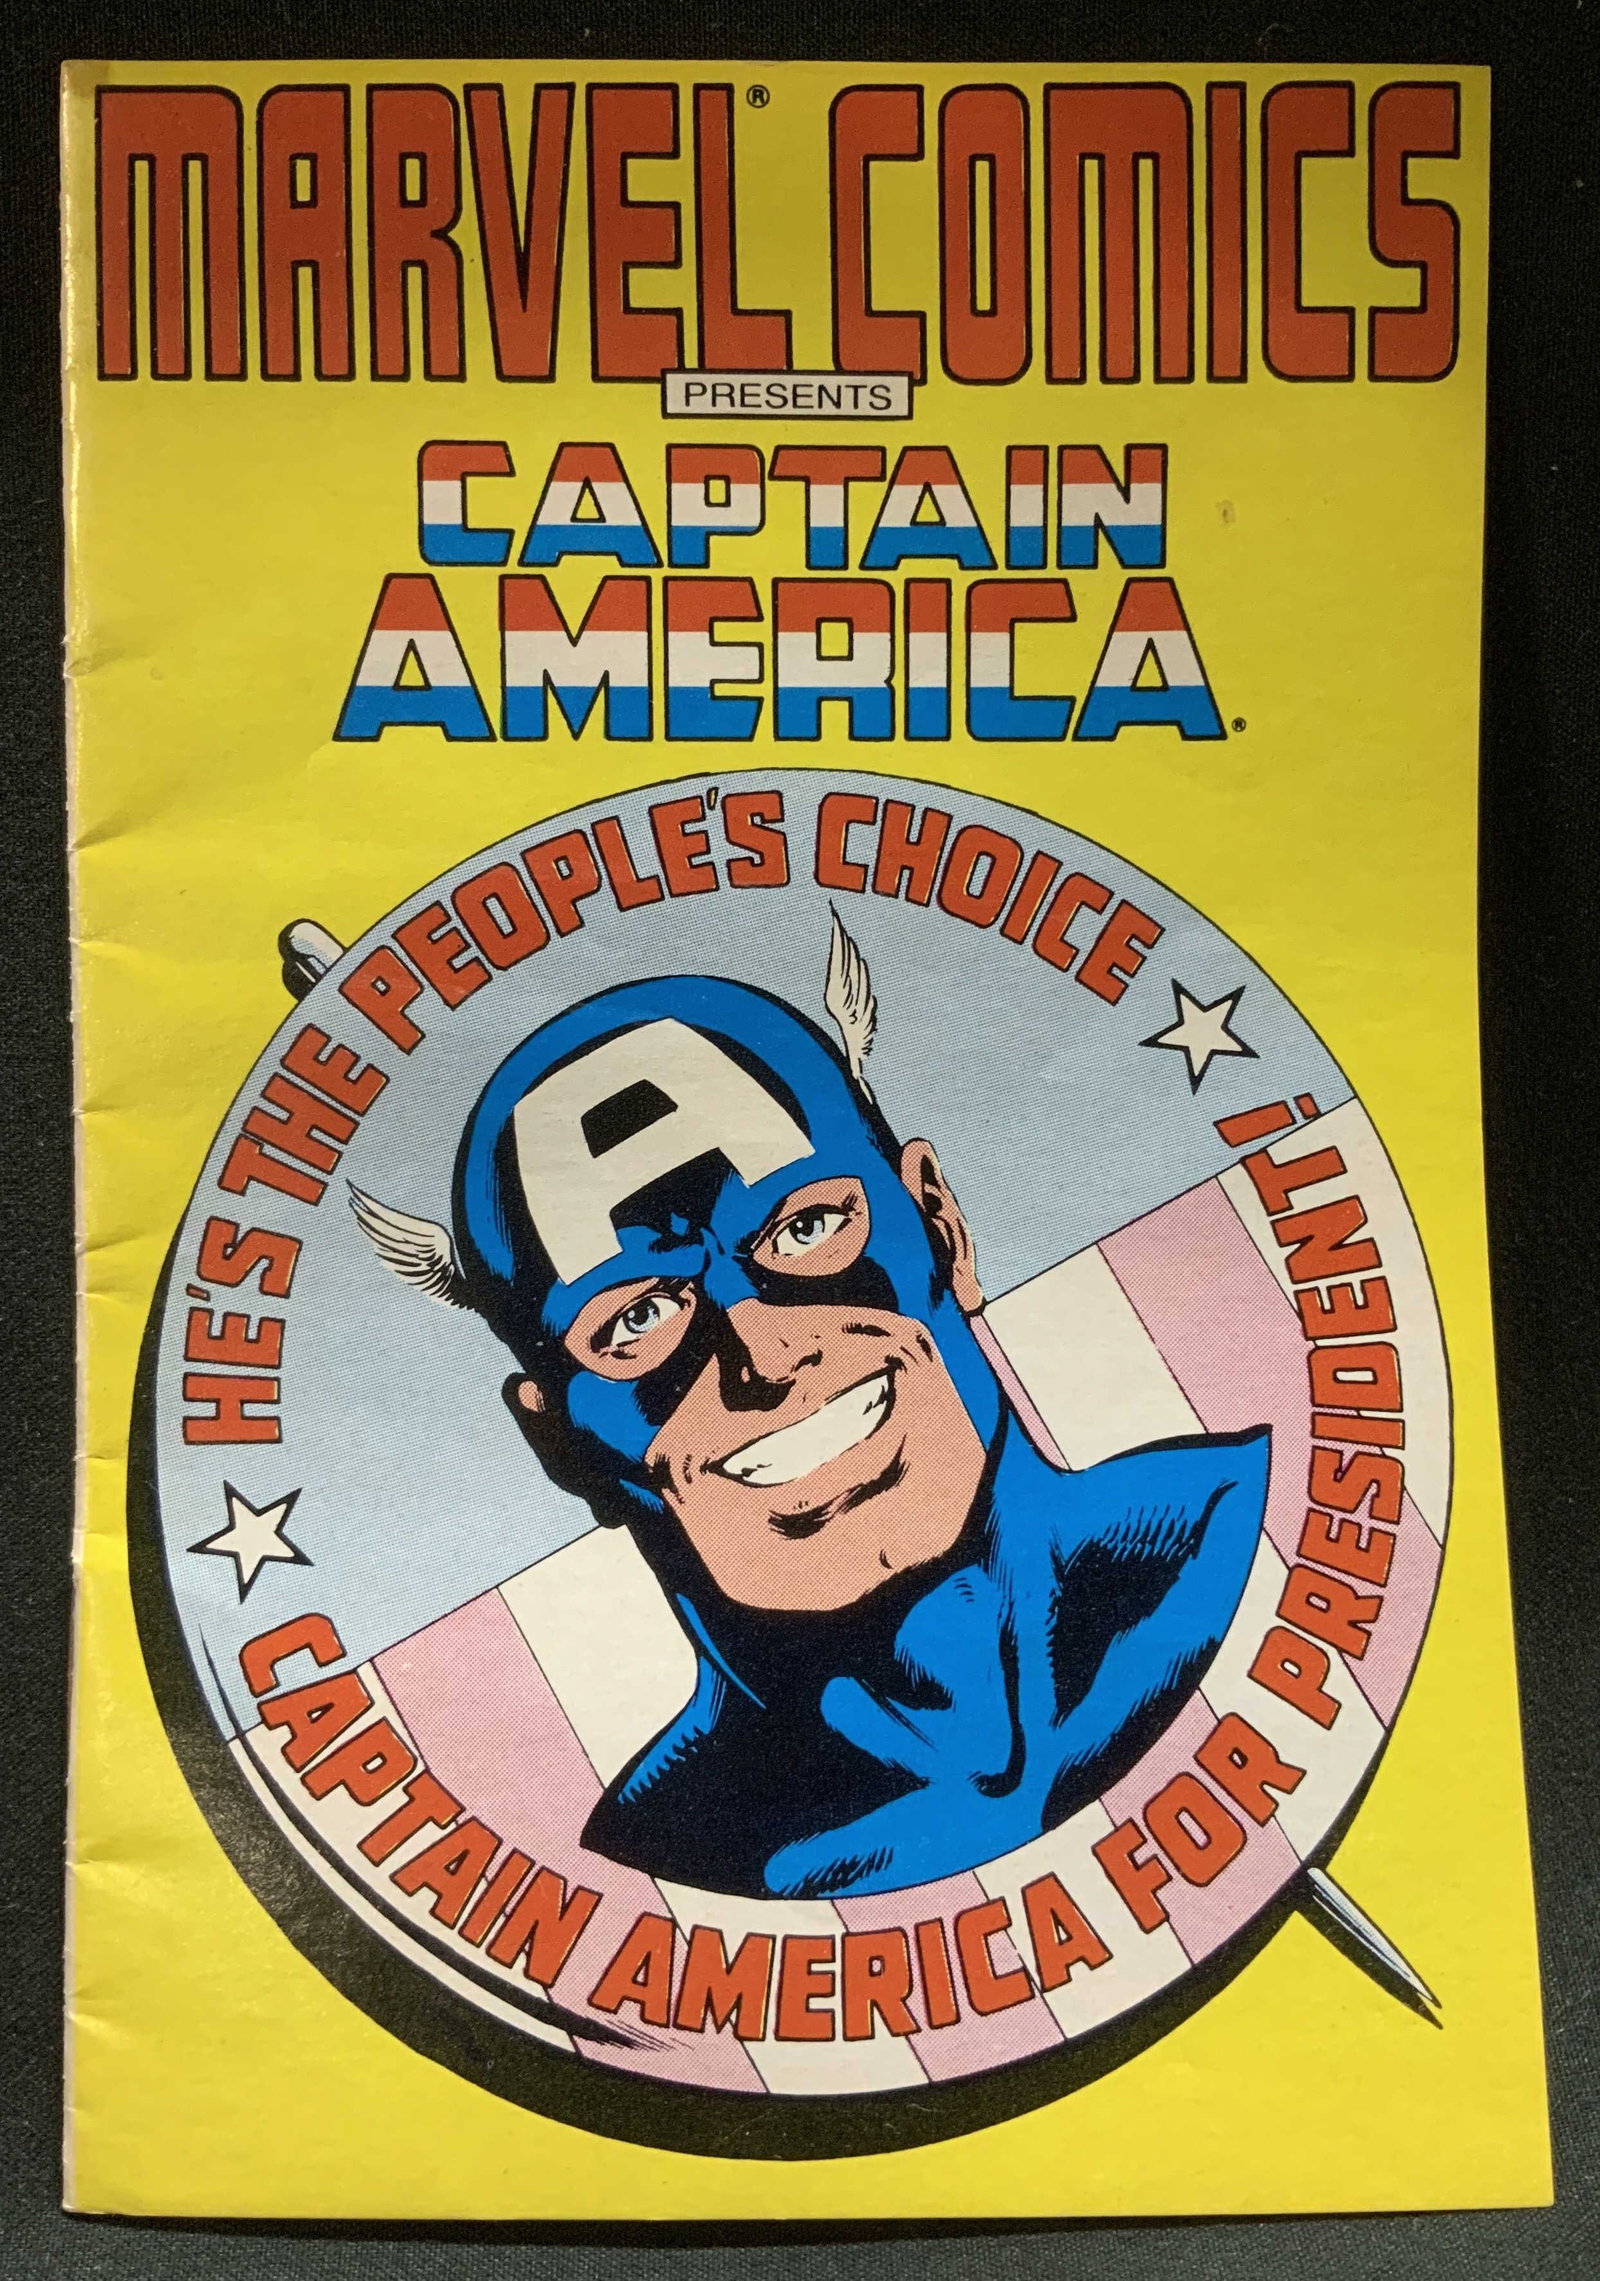 MARVEL® COMICS
PRESENTS
CAPTAIN
AMERICA®
HE'S THE PEOPLE'S CHOICE
CAPTAIN AMERICA FOR PRESIDENT!
A